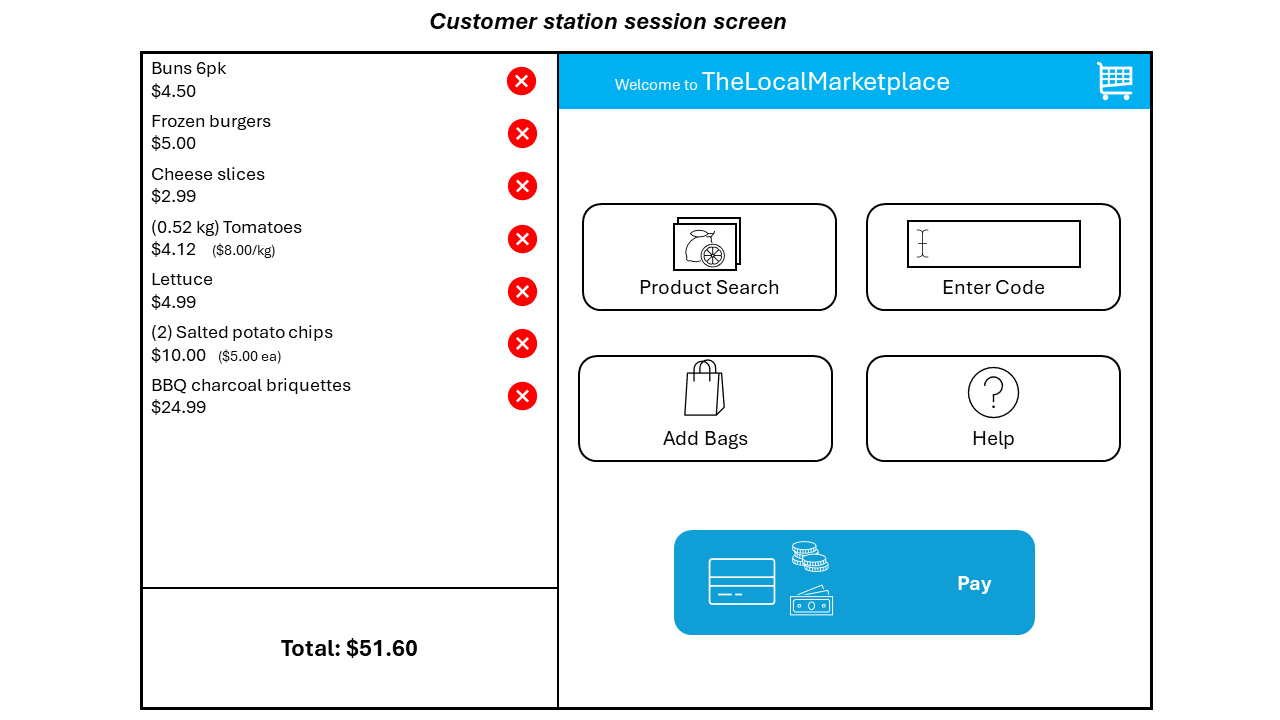 Customer station session screen
Buns 6pk
$4.50
Frozen burgers
$5.00
Cheese slices
$2.99
(0.52 kg) Tomatoes
$4.12 ($8.00/kg)
Lettuce
$4.99
(2) Salted potato chips
$10.00 ($5.00 ea)
BBQ charcoal briquettes
$24.99
Total: $51.60
Welcome to TheLocalMarketplace
Product Search
Enter Code
Add Bags
?
Help
Pay